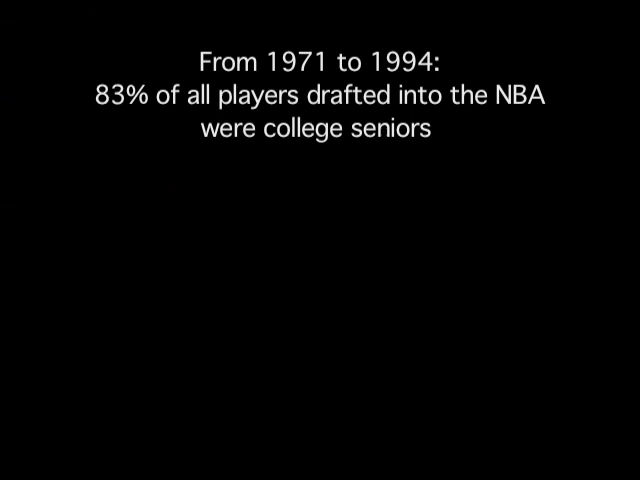 From 1971 to 1994:
83% of all players drafted into the NBA
were college seniors